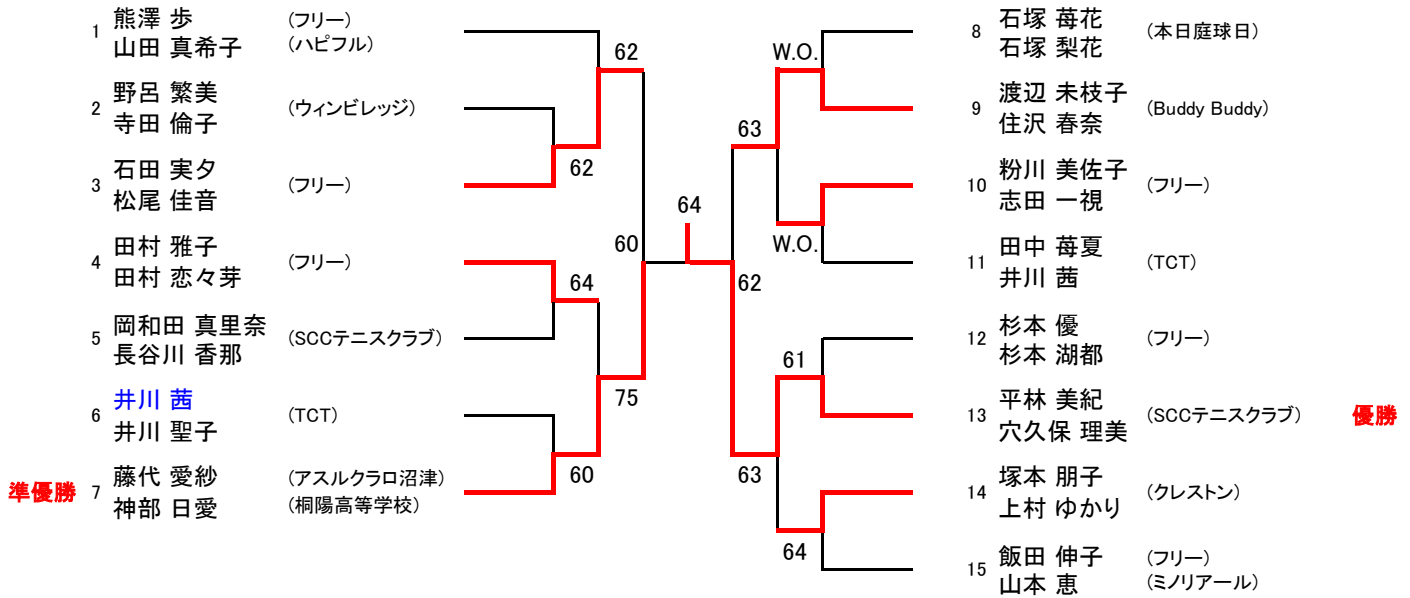 1 熊澤 歩 (フリー)
山田 真希子 (ハピフル)
2 野呂 繁美 (ウィンビレッジ)
寺田 倫子
3 石田 実夕 (フリー)
松尾 佳音
4 田村 雅子 (フリー)
田村 恋々芽
5 岡和田 真里奈 (SCCテニスクラブ)
長谷川 香那
6 井川 茜 (TCT)
井川 聖子
準優勝 7 藤代 愛紗 (アスルクラロ沼津)
神部 日愛 (桐陽高等学校)
62
62
64
60
75
60
64
W.O.
63
W.O.
62
61
63
64
8 石塚 苺花 (本日庭球日)
石塚 梨花
9 渡辺 未枝子 (Buddy Buddy)
住沢 春奈
10 粉川 美佐子 (フリー)
志田 一視
11 田中 苺夏 (TCT)
井川 茜
12 杉本 優 (フリー)
杉本 湖都
13 平林 美紀 (SCCテニスクラブ) 優勝
穴久保 理美
14 塚本 朋子 (クレストン)
上村 ゆかり
15 飯田 伸子 (フリー)
山本 恵 (ミノリアール)